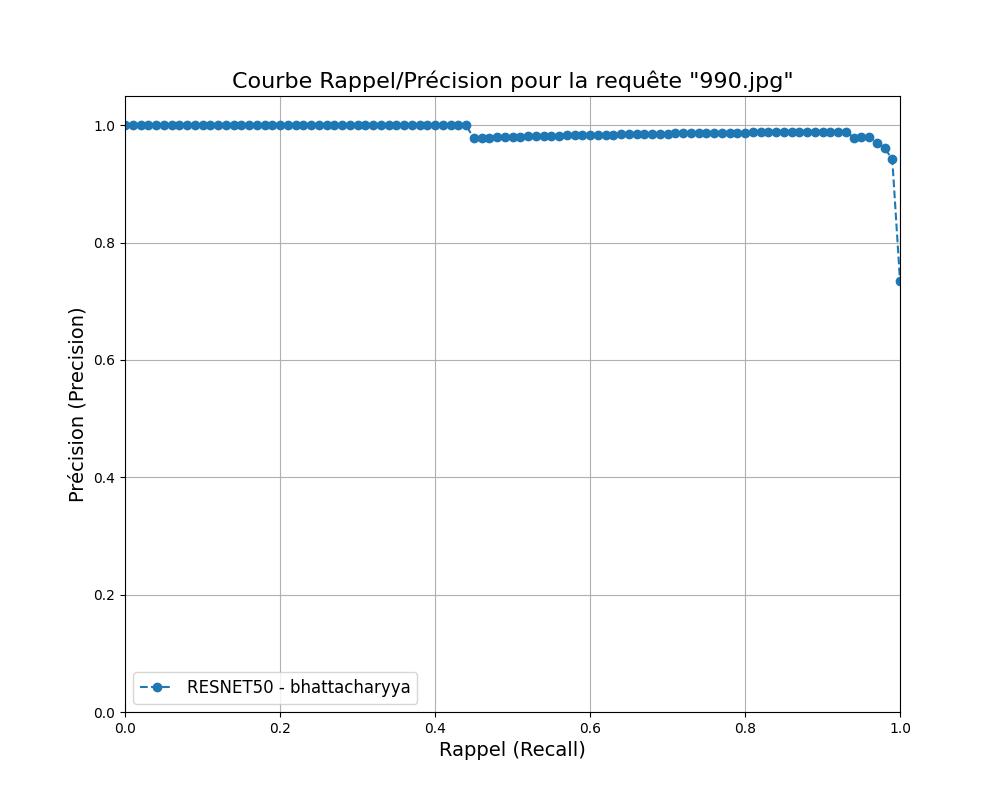 Courbe Rappel/Précision pour la requête "990.jpg"
Précision (Precision)
1.0
0.8
0.6
0.4
0.2
0.0
RESNET50 - bhattacharyya
0.0 0.2 0.4 0.6 0.8 1.0
Rappel (Recall)